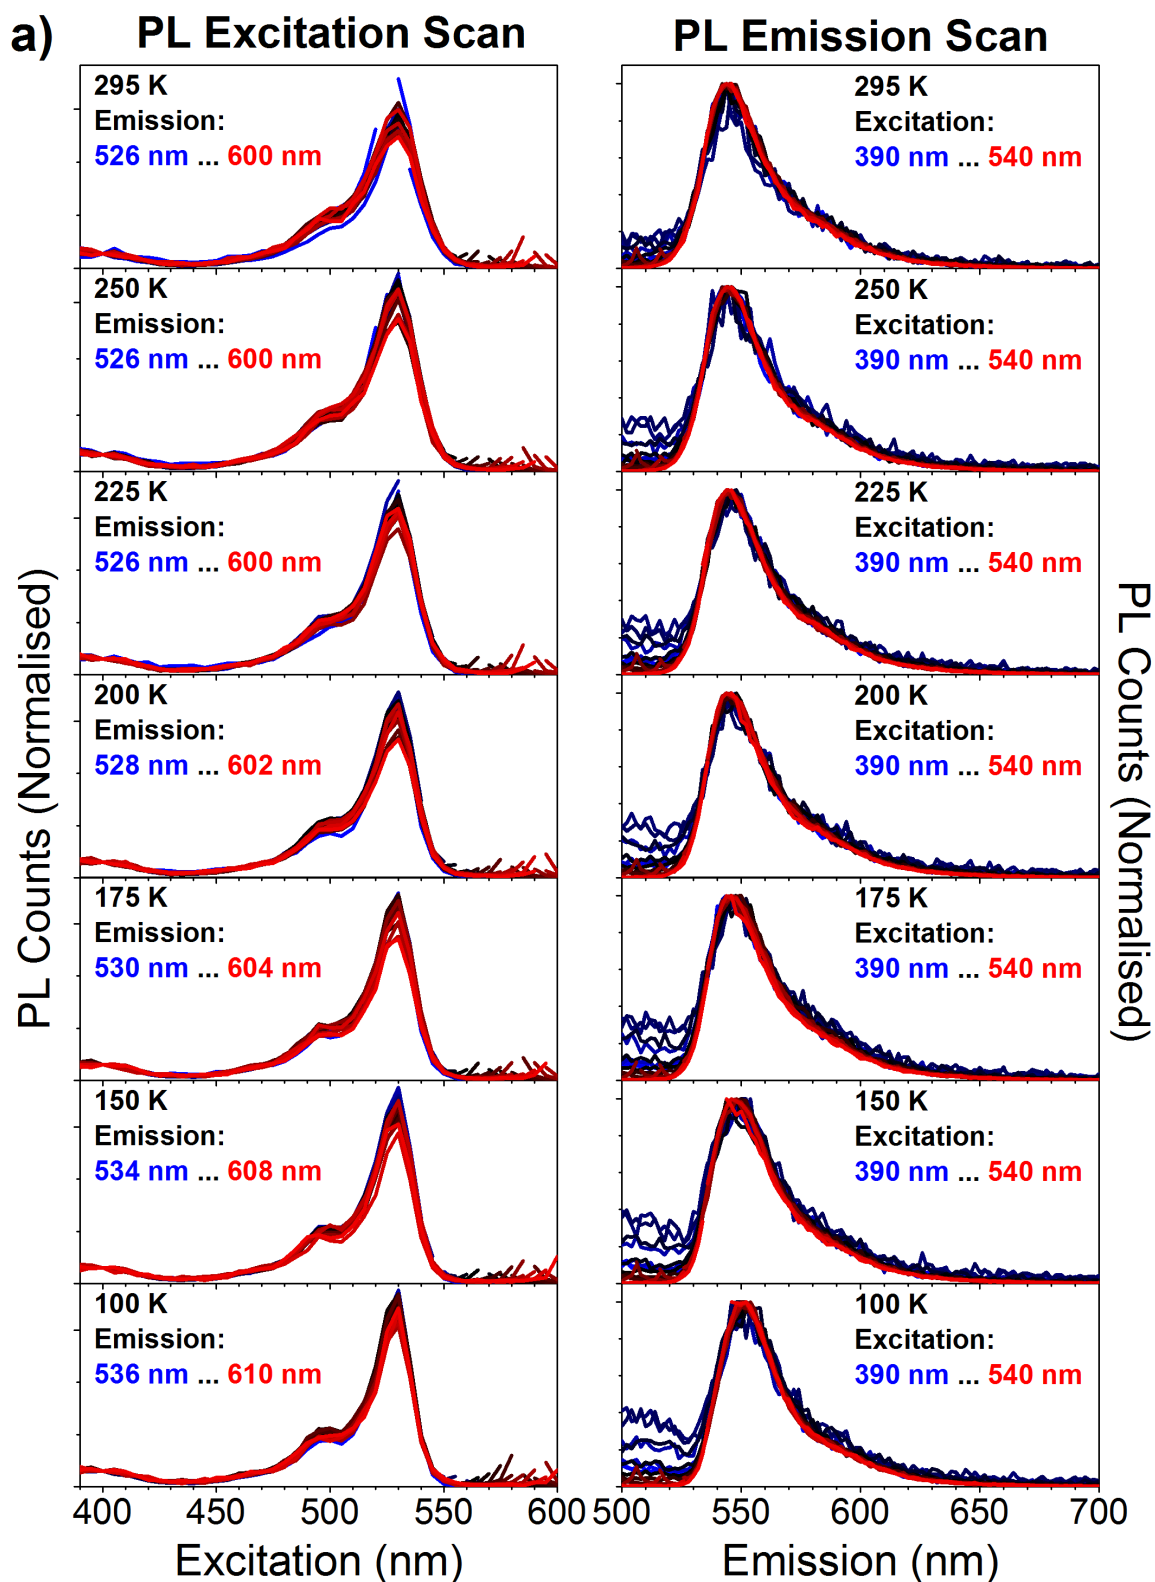 a)
PL Excitation Scan
PL Emission Scan
PL Counts (Normalised)
295 K
Emission:
526 nm ... 600 nm
250 K
Emission:
526 nm ... 600 nm
225 K
Emission:
526 nm ... 600 nm
200 K
Emission:
528 nm ... 602 nm
175 K
Emission:
530 nm ... 604 nm
150 K
Emission:
534 nm ... 608 nm
100 K
Emission:
536 nm ... 610 nm
400 450 500 550 600
Excitation (nm)
295 K
Excitation:
390 nm ... 540 nm
250 K
Excitation:
390 nm ... 540 nm
225 K
Excitation:
390 nm ... 540 nm
200 K
Excitation:
390 nm ... 540 nm
175 K
Excitation:
390 nm ... 540 nm
150 K
Excitation:
390 nm ... 540 nm
100 K
Excitation:
390 nm ... 540 nm
500 550 600 650 700
Emission (nm)
PL Counts (Normalised)